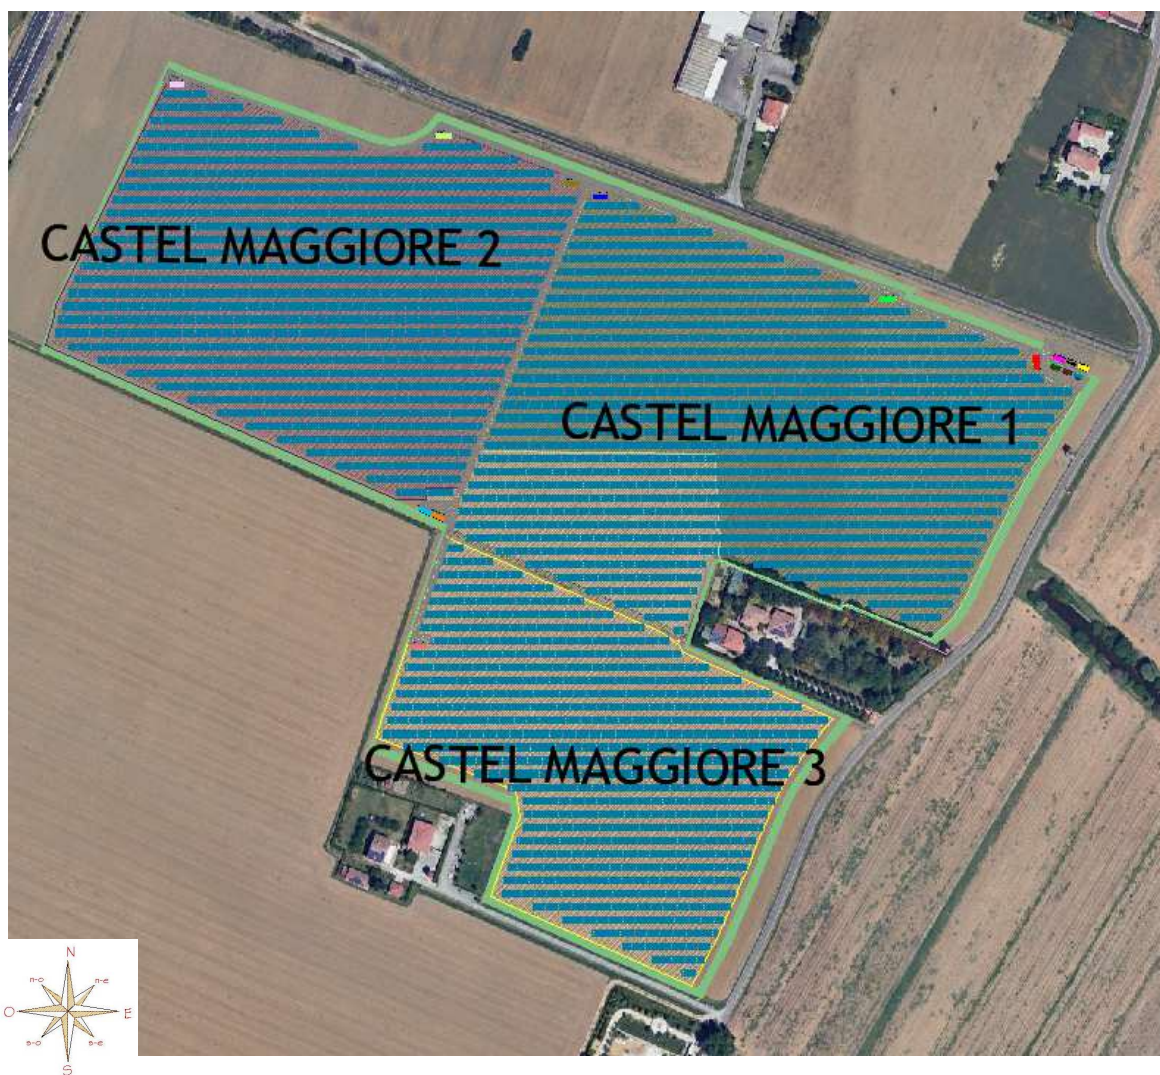 CASTEL MAGGIORE 2
CASTEL MAGGIORE 1
CASTEL MAGGIORE 3
N
n-o n-e
O E
s-o s-e
S